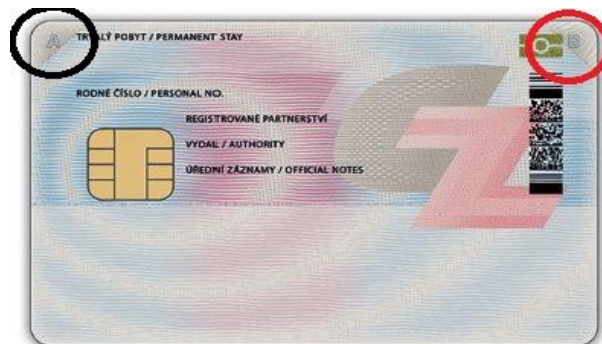 A TRVALÝ POBYT / PERMANENT STAY B
RODNÉ ČÍSLO / PERSONAL NO.
REGISTROVANÉ PARTNERSTVÍ
VYDAL / AUTHORITY
ÚŘEDNÍ ZÁZNAMY / OFFICIAL NOTES
CZ